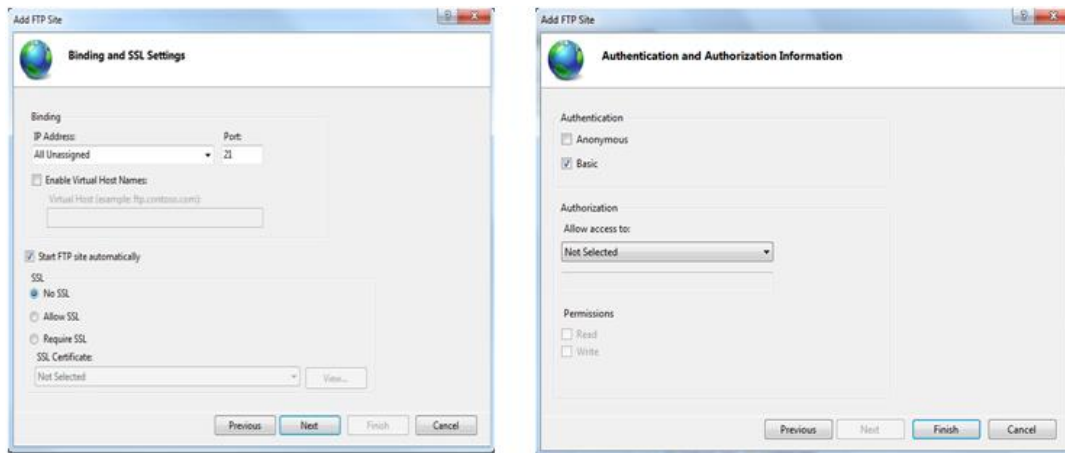 Add FTP Site
Binding and SSL Settings
Binding
IP Address: Port:
All Unassigned 21
Enable Virtual Host Names:
Virtual Host (example: ftp.contoso.com):
Start FTP site automatically
SSL
No SSL
Allow SSL
Require SSL
SSL Certificate:
Not Selected View...
Previous Next Finish Cancel
Add FTP Site
Authentication and Authorization Information
Authentication
Anonymous
Basic
Authorization
Allow access to:
Not Selected
Permissions
Read
Write
Previous Next Finish Cancel